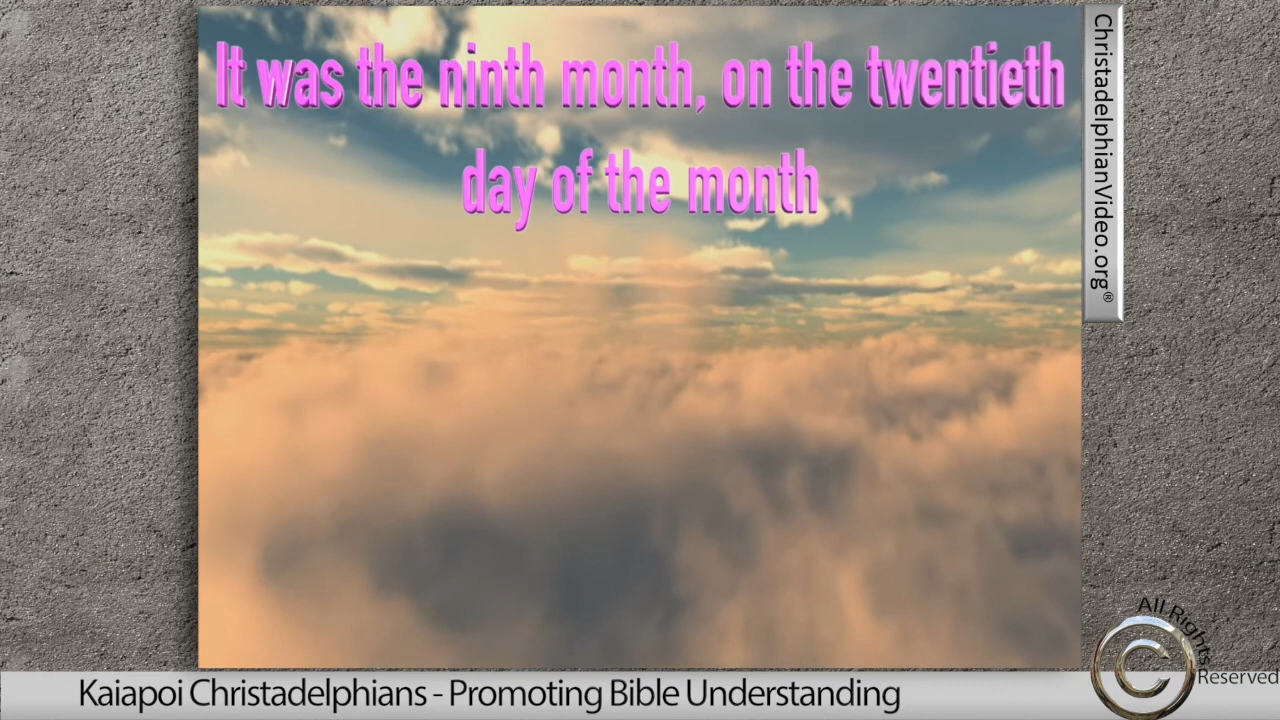 It was the ninth month, on the twentieth
day of the month
ChristadelphianVideo.org®
All Rights
©
Reserved
Kaiapoi Christadelphians - Promoting Bible Understanding